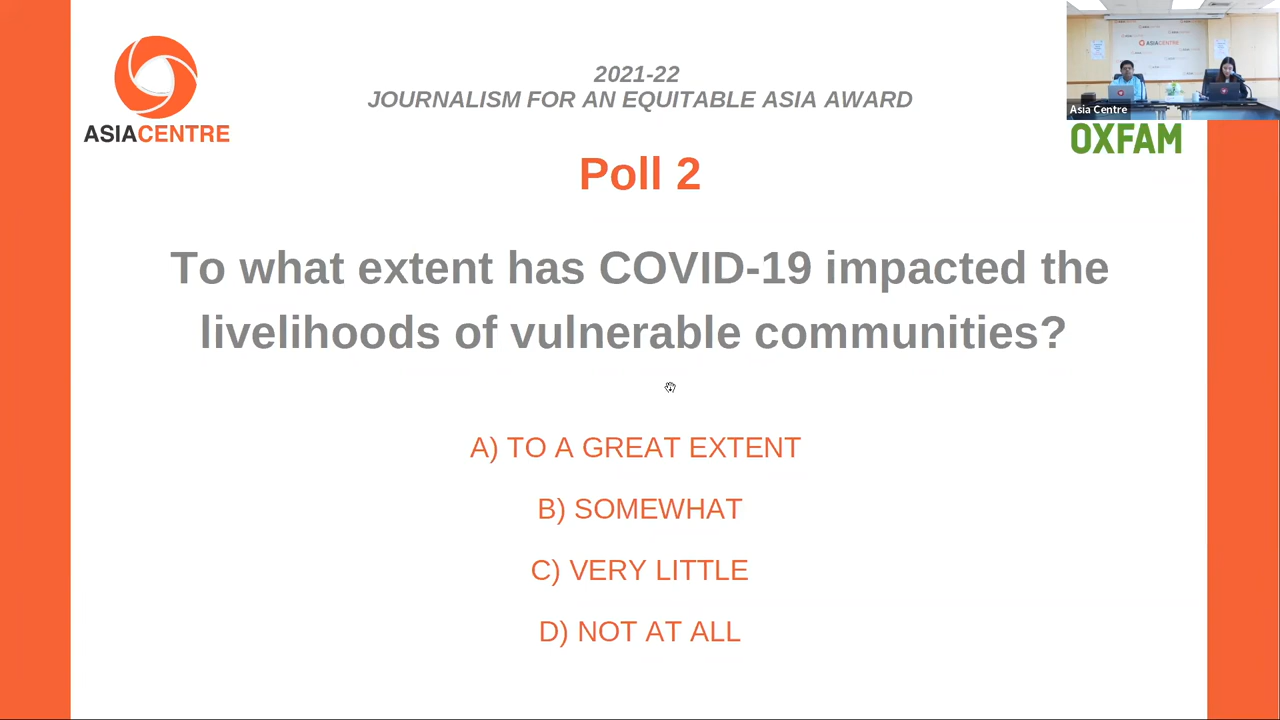 ASIACENTRE
2021-22
JOURNALISM FOR AN EQUITABLE ASIA AWARD
ASIACENTRE
Asia Centre
OXFAM
Poll 2
To what extent has COVID-19 impacted the
livelihoods of vulnerable communities?
A) TO A GREAT EXTENT
B) SOMEWHAT
C) VERY LITTLE
D) NOT AT ALL